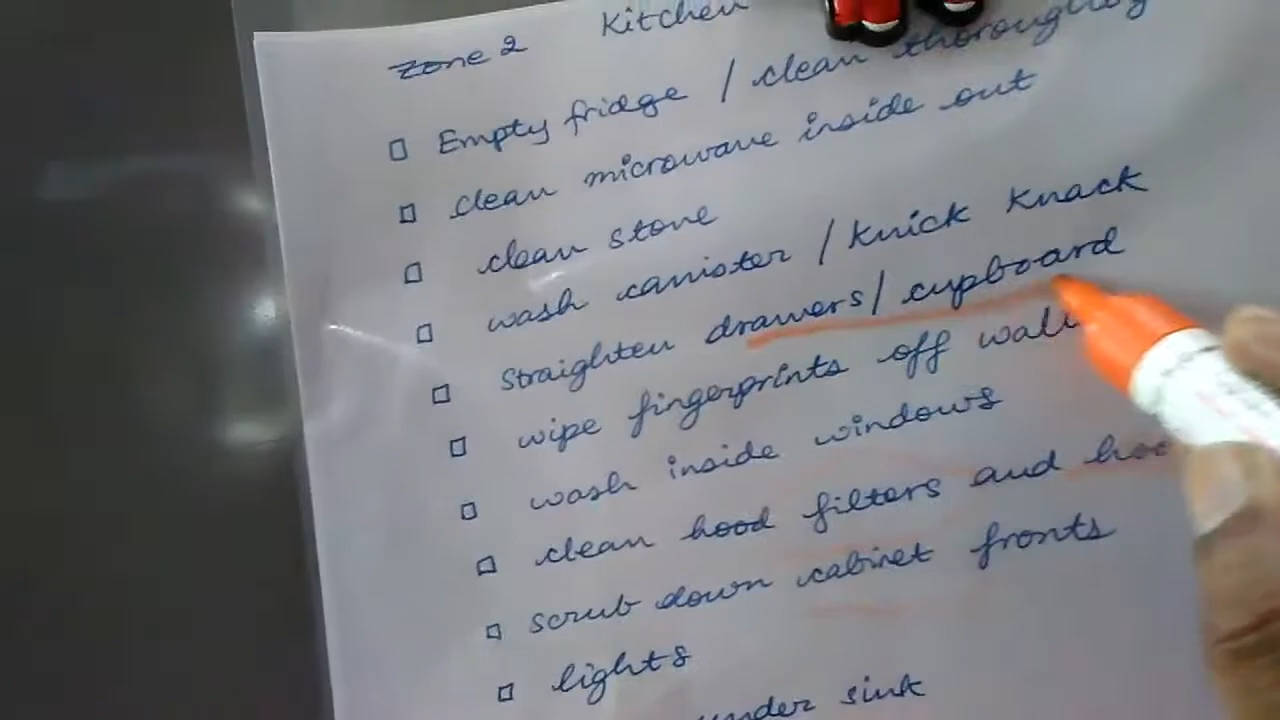 Zone 2 Kitchen
Empty fridge / clean thoroughly
clean microwave inside out
clean stove
wash canister / Knick Knack
straighten drawers / cupboard
wipe fingerprints off
wash inside windows
clean hood filters and
scrub down cabinet fronts
lights
under sink